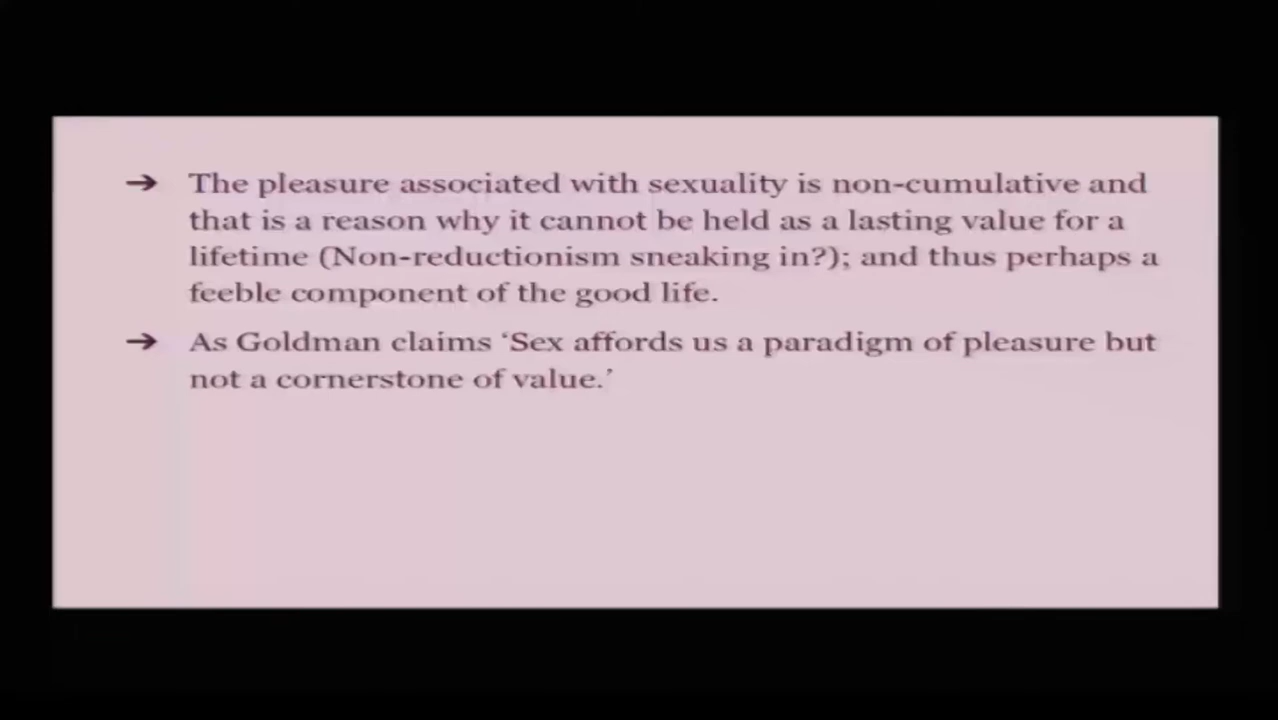 ➔ The pleasure associated with sexuality is non-cumulative and
that is a reason why it cannot be held as a lasting value for a
lifetime (Non-reductionism sneaking in?); and thus perhaps a
feeble component of the good life.
➔ As Goldman claims ‘Sex affords us a paradigm of pleasure but
not a cornerstone of value.’